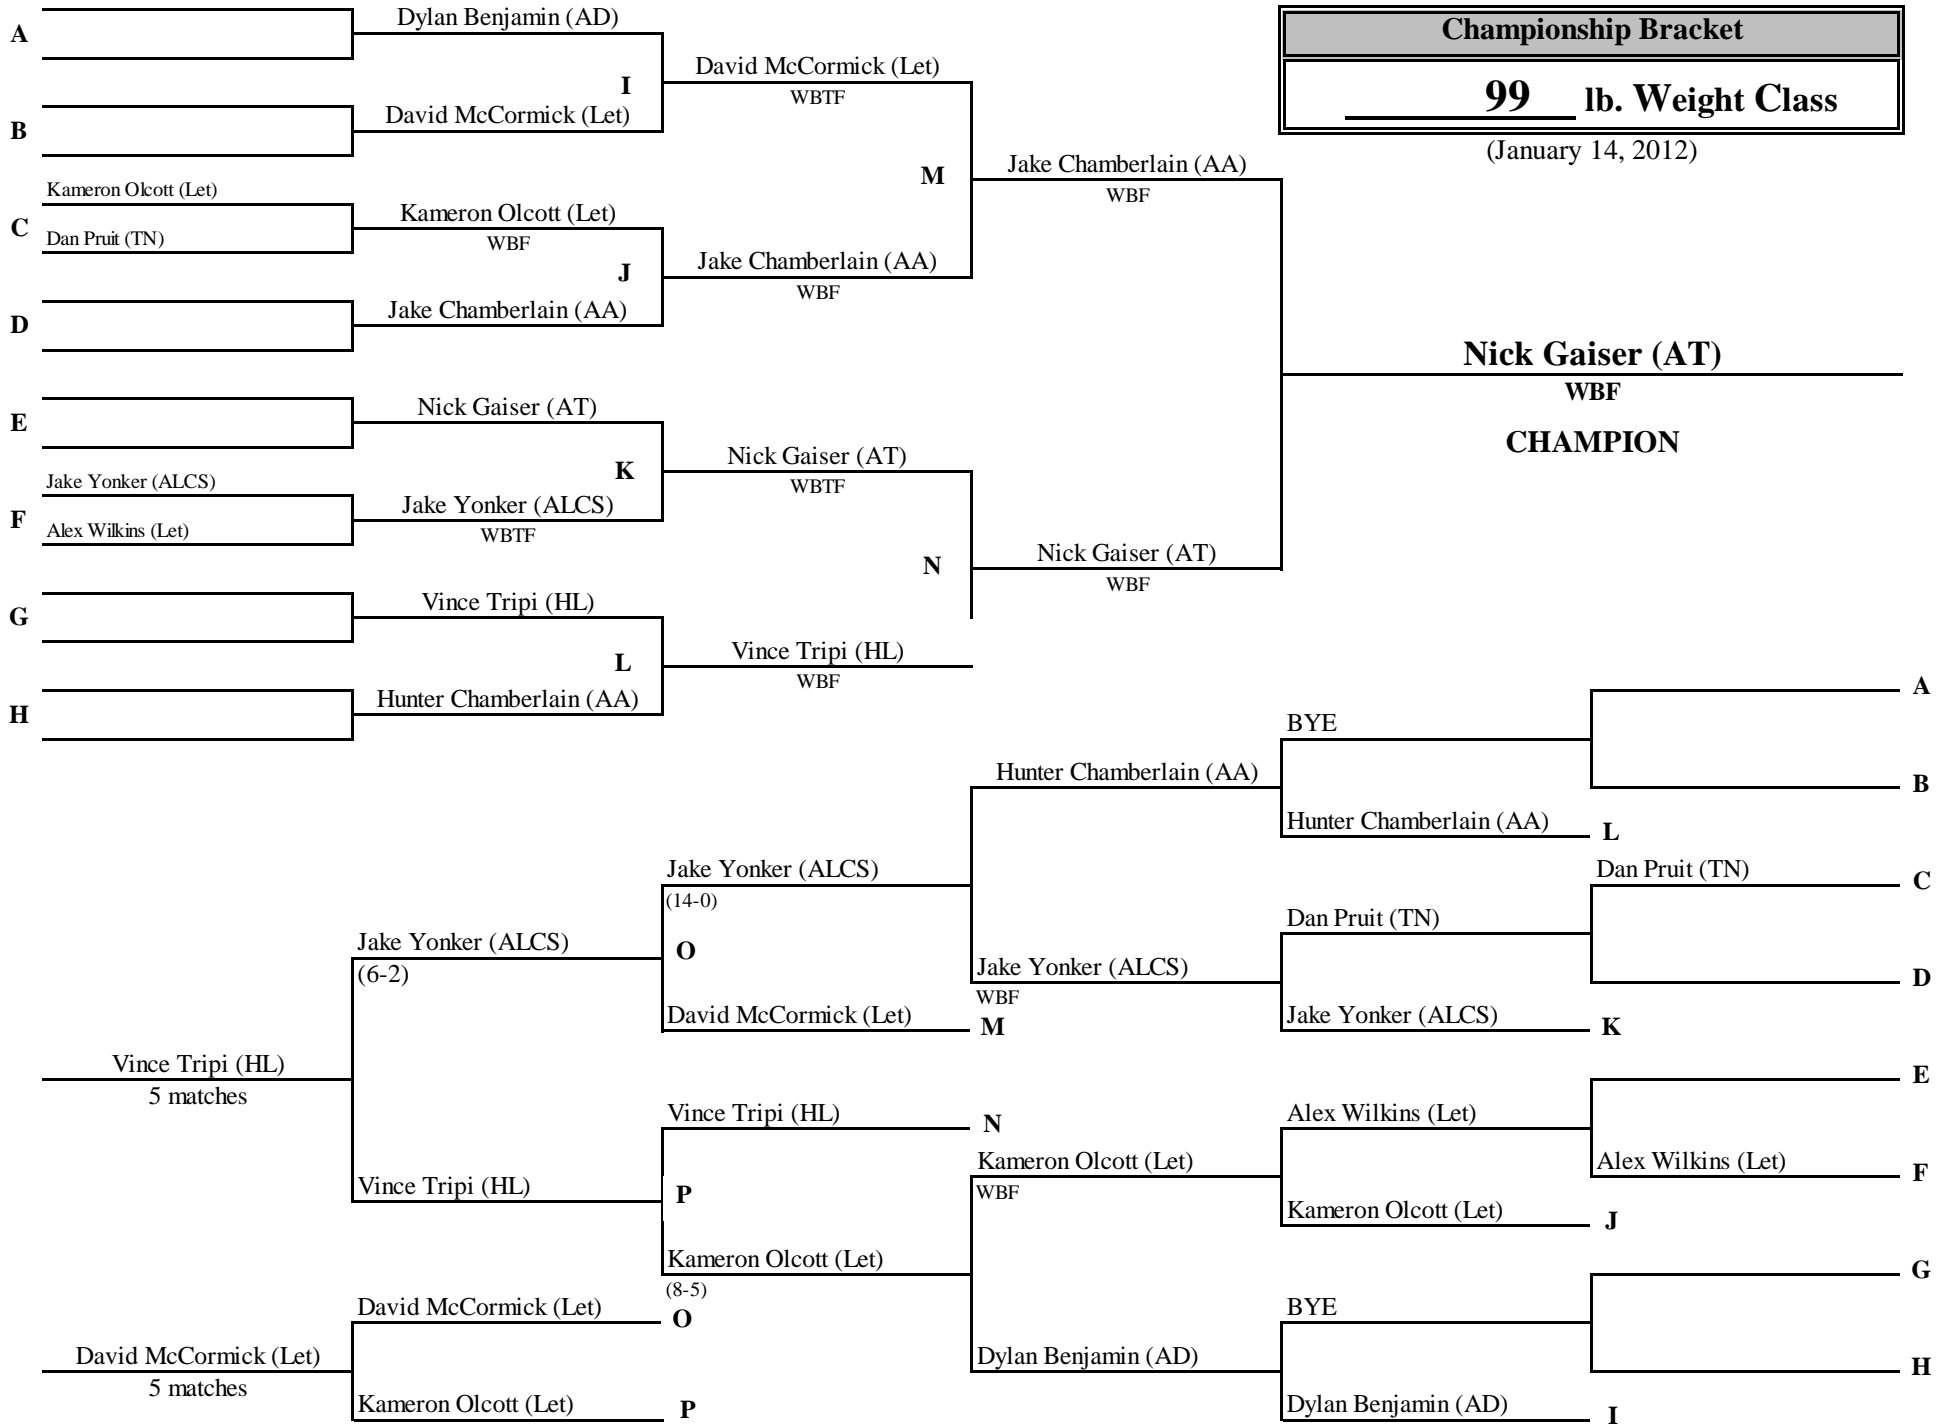 Championship Bracket
99 lb. Weight Class
(January 14, 2012)
A
Dylan Benjamin (AD)
I
David McCormick (Let)
WBTF
B
David McCormick (Let)
M
Jake Chamberlain (AA)
WBF
Kameron Olcott (Let)
C
Kameron Olcott (Let)
WBF
Dan Pruit (TN)
J
Jake Chamberlain (AA)
WBF
D
Jake Chamberlain (AA)
Nick Gaiser (AT)
WBF
CHAMPION
E
Nick Gaiser (AT)
K
Nick Gaiser (AT)
WBTF
Jake Yonker (ALCS)
F
Jake Yonker (ALCS)
WBTF
Alex Wilkins (Let)
N
Nick Gaiser (AT)
WBF
G
Vince Tripi (HL)
L
Vince Tripi (HL)
WBF
H
Hunter Chamberlain (AA)
A
BYE
Hunter Chamberlain (AA)
B
Hunter Chamberlain (AA)
L
Jake Yonker (ALCS)
(14-0)
Dan Pruit (TN)
C
Dan Pruit (TN)
Jake Yonker (ALCS)
(6-2)
O
Jake Yonker (ALCS)
WBF
D
David McCormick (Let)
M
Jake Yonker (ALCS)
K
Vince Tripi (HL)
5 matches
E
Vince Tripi (HL)
N
Alex Wilkins (Let)
Kameron Olcott (Let)
WBF
Alex Wilkins (Let)
F
Vince Tripi (HL)
P
Kameron Olcott (Let)
J
Kameron Olcott (Let)
(8-5)
G
David McCormick (Let)
O
BYE
David McCormick (Let)
5 matches
Dylan Benjamin (AD)
H
Kameron Olcott (Let)
P
Dylan Benjamin (AD)
I